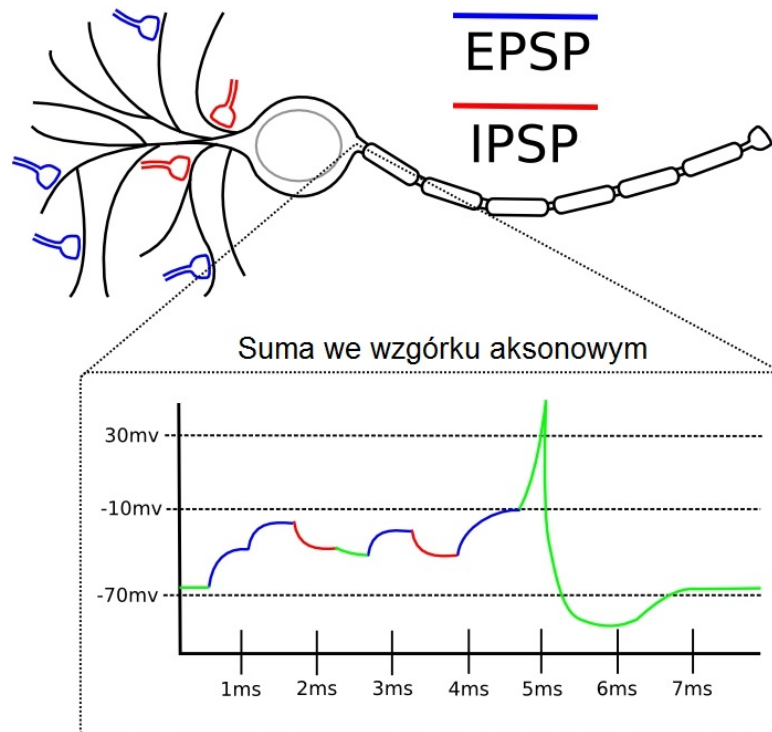 EPSP
IPSP
Suma we wzgórku aksonowym
30mv
-10mv
-70mv
1ms 2ms 3ms 4ms 5ms 6ms 7ms